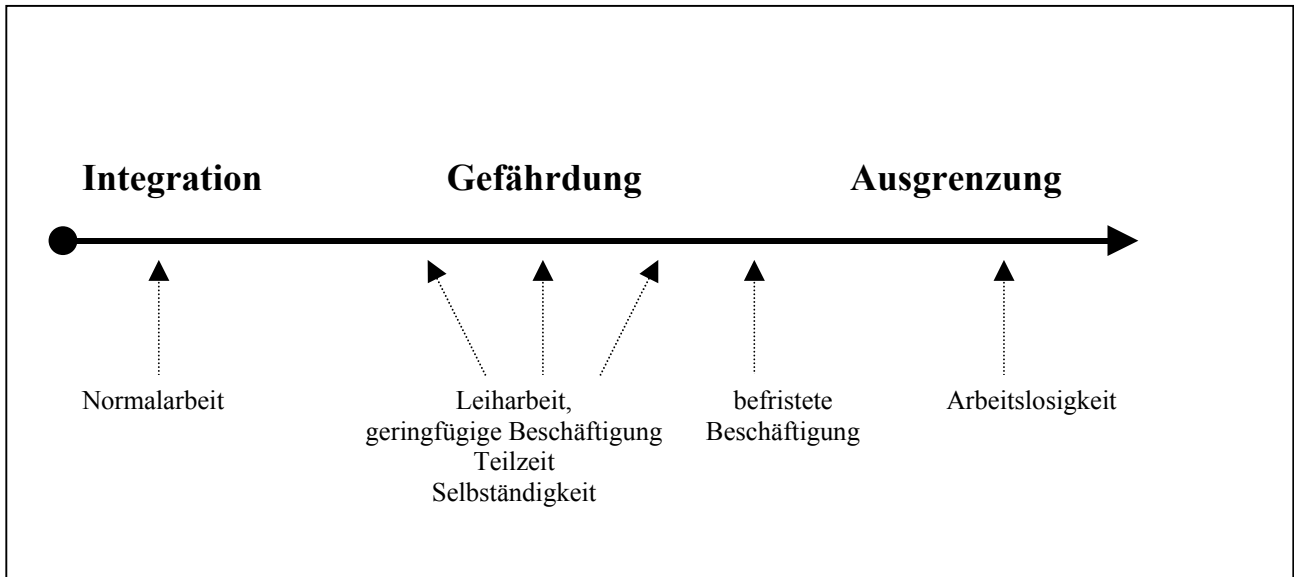 Integration Gefährdung Ausgrenzung
Normalarbeit
Leiharbeit,
geringfügige Beschäftigung
Teilzeit
Selbständigkeit
befristete
Beschäftigung
Arbeitslosigkeit